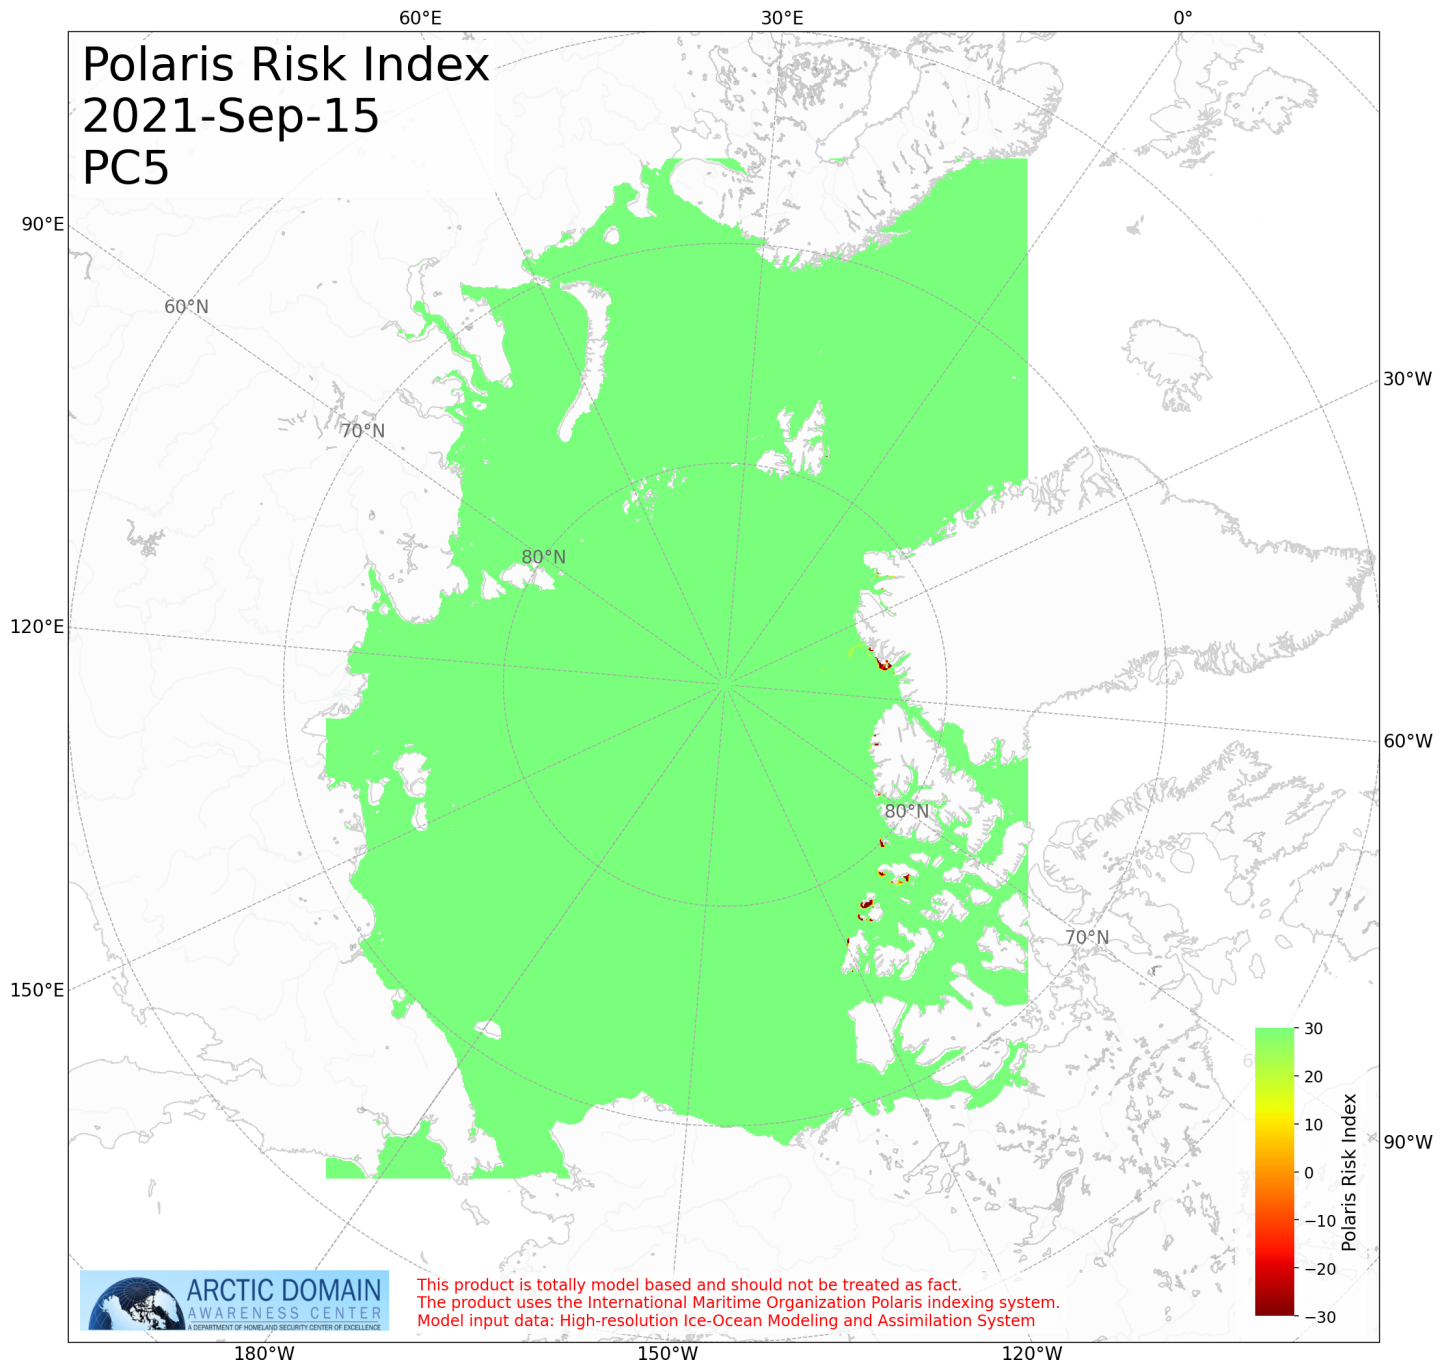 60°E
30°E
0°
Polaris Risk Index
2021-Sep-15
PC5
90°E
60°N
30°W
70°N
80°N
120°E
60°W
80°N
70°N
150°E
30
20
10
0
−10
−20
−30
Polaris Risk Index
90°W
ARCTIC DOMAIN
AWARENESS CENTER
A DEPARTMENT OF HOMELAND SECURITY CENTER OF EXCELLENCE
This product is totally model based and should not be treated as fact.
The product uses the International Maritime Organization Polaris indexing system.
Model input data: High-resolution Ice-Ocean Modeling and Assimilation System
180°W
150°W
120°W